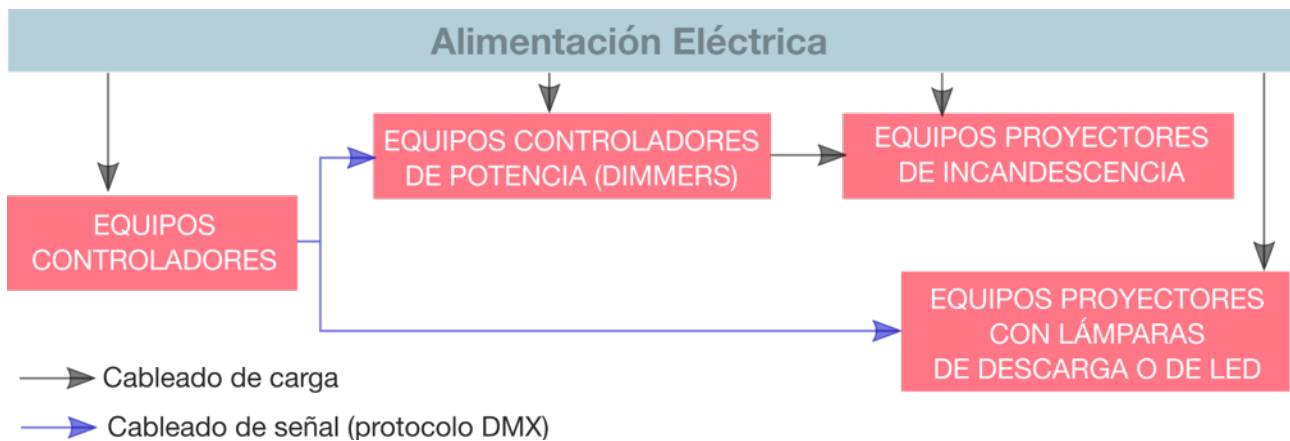 Alimentación Eléctrica
EQUIPOS CONTROLADORES
DE POTENCIA (DIMMERS)
EQUIPOS PROYECTORES
DE INCANDESCENCIA
EQUIPOS
CONTROLADORES
EQUIPOS PROYECTORES
CON LÁMPARAS
DE DESCARGA O DE LED
Cableado de carga
Cableado de señal (protocolo DMX)